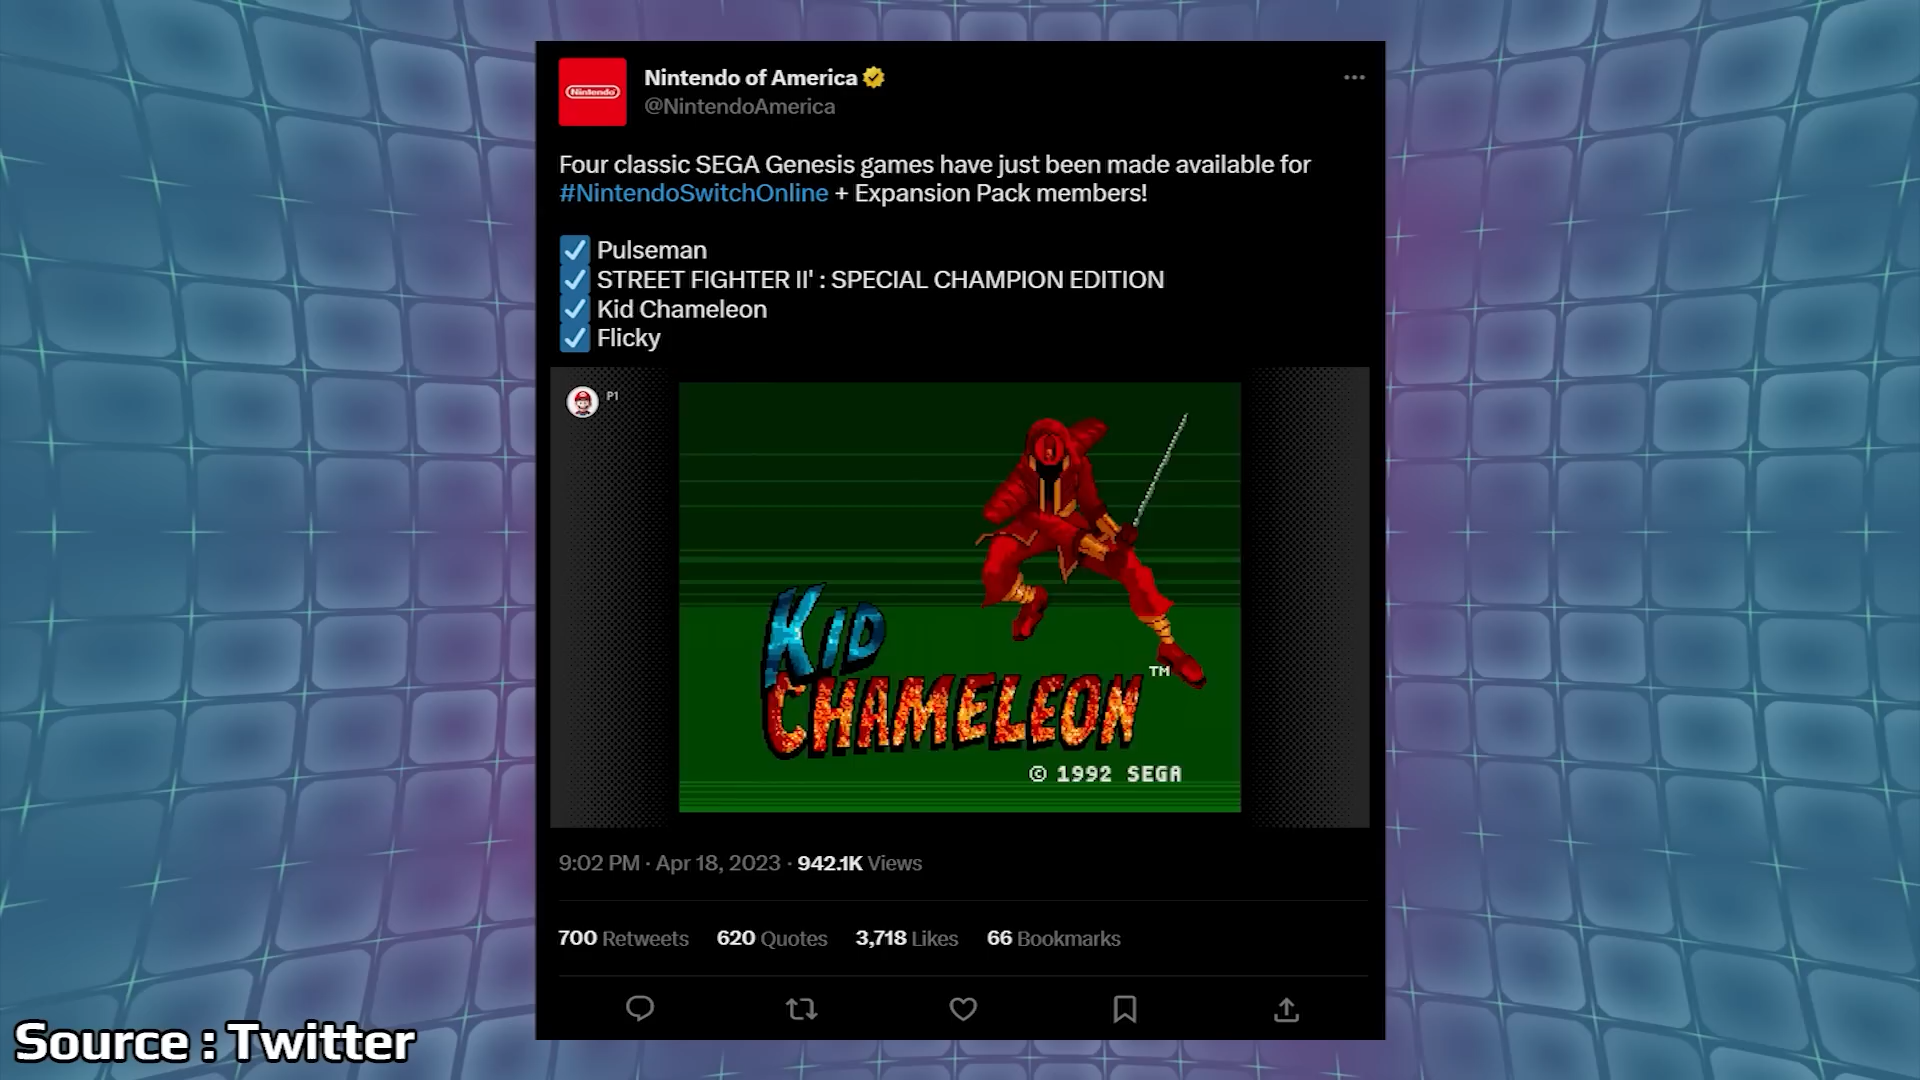 Nintendo
Nintendo of America
@NintendoAmerica
Four classic SEGA Genesis games have just been made available for
#NintendoSwitchOnline + Expansion Pack members!
Pulseman
STREET FIGHTER II' : SPECIAL CHAMPION EDITION
Kid Chameleon
Flicky
P1
KID
CHAMELEON
TM
© 1992 SEGA
9:02 PM · Apr 18, 2023 · 942.1K Views
700 Retweets 620 Quotes 3,718 Likes 66 Bookmarks
Source : Twitter